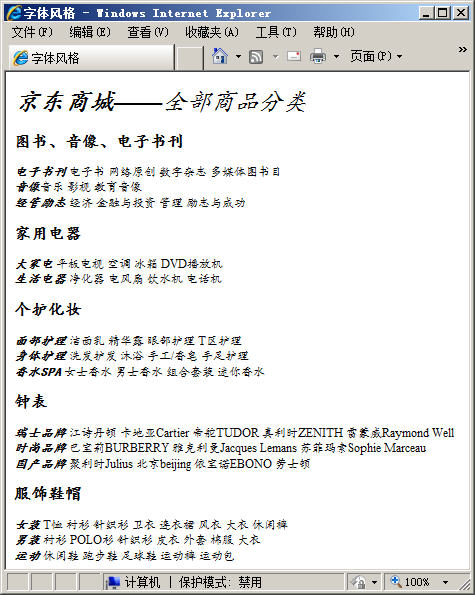 字体风格 - Windows Internet Explorer
文件(F) 编辑(E) 查看(V) 收藏夹(A) 工具(T) 帮助(H)
字体风格
页面(P)
京东商城——全部商品分类
图书、音像、电子书刊
电子书刊 电子书 网络原创 数字杂志 多媒体图书目
音像音乐 影视 教育音像
经管励志 经济 金融与投资 管理 励志与成功
家用电器
大家电 平板电视 空调 冰箱 DVD播放机
生活电器 净化器 电风扇 饮水机 电话机
个护化妆
面部护理 洁面乳 精华露 眼部护理 T区护理
身体护理 洗发护发 沐浴 手工/香皂 手足护理
香水SPA 女士香水 男士香水 组合套装 迷你香水
钟表
瑞士品牌 江诗丹顿 卡地亚Cartier 帝舵TUDOR 真利时ZENITH 雷蒙威Raymond Well
时尚品牌 巴宝莉BURBERRY 雅克利曼Jacques Lemans 苏菲玛索Sophie Marceau
国产品牌 聚利时Julius 北京beijing 依宝诺EBONO 劳士顿
服饰鞋帽
女装 T恤 衬衫 针织衫 卫衣 连衣裙 风衣 大衣 休闲裤
男装 衬衫 POLO衫 针织衫 皮衣 外套 棉服 大衣
运动 休闲鞋 跑步鞋 足球鞋 运动裤 运动包
计算机 | 保护模式: 禁用
100%